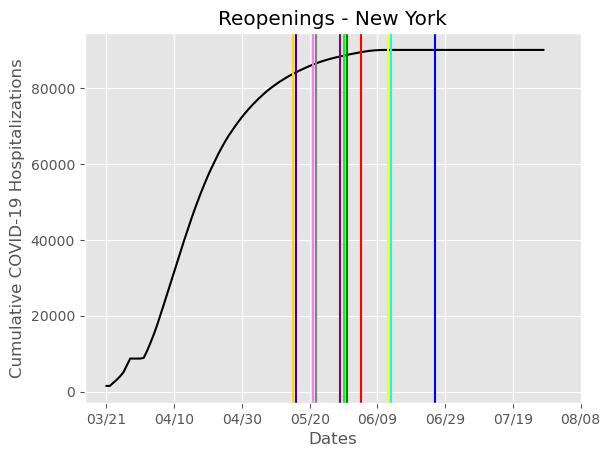 Reopenings - New York
Cumulative COVID-19 Hospitalizations
80000
60000
40000
20000
0
03/21 04/10 04/30 05/20 06/09 06/29 07/19 08/08
Dates